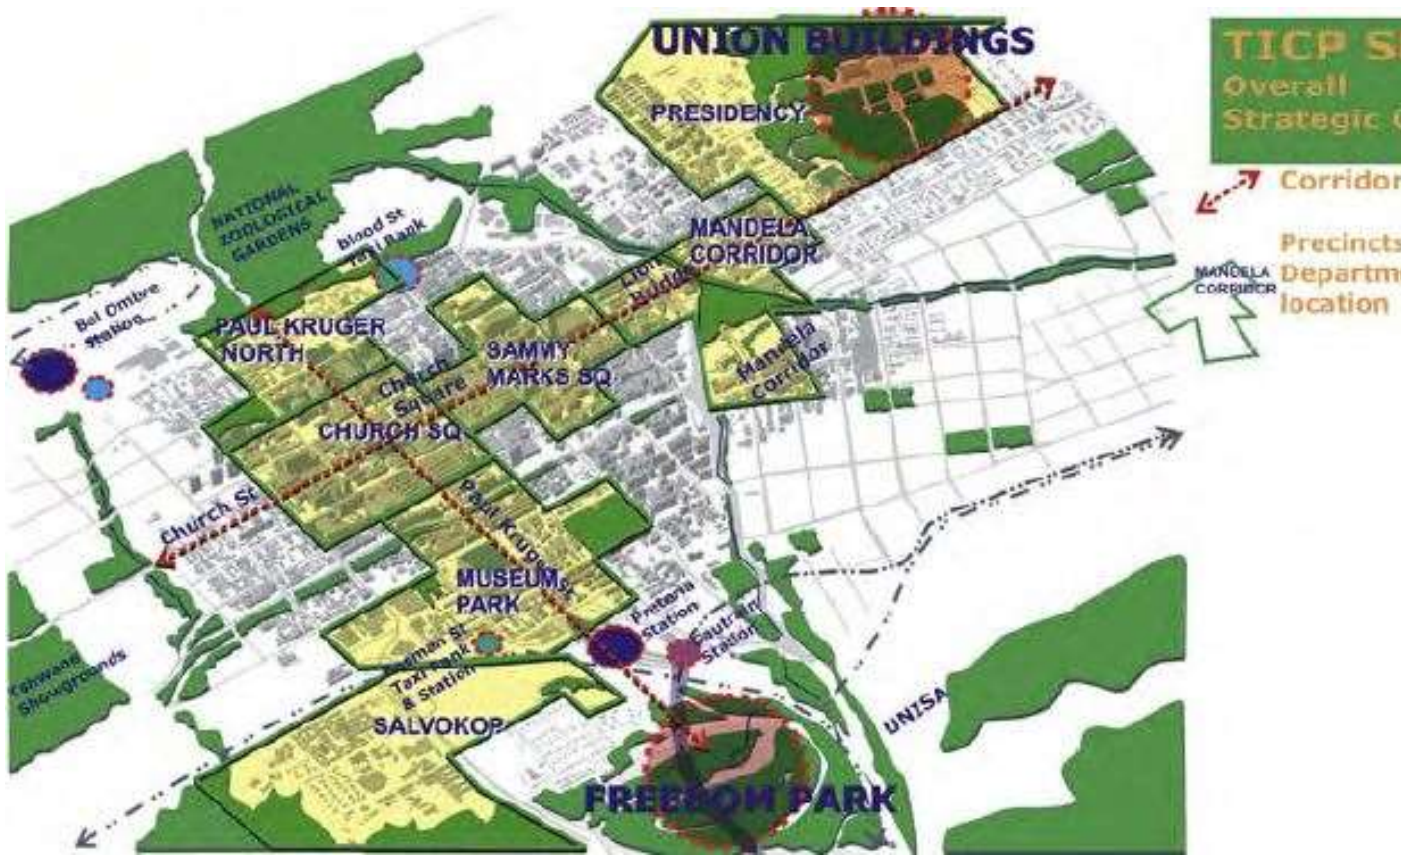 UNION BUILDINGS
PRESIDENCY
TICP S
Overall
Strategic
Corridor
Precincts
Departm
location
MANDELA
CORRIDOR
MANDELA
CORRIDOR
NATIONAL
ZOOLOGICAL
GARDENS
Blood St
Taxi Rank
Bel Ombre
Station
PAUL KRUGER
NORTH
SAMMY
MARKS SQ
Mandela
Corridor
Church
Square
CHURCH SQ
Church St
Paul Kruger St
MUSEUM
PARK
Pretoria
Station
Gautrain
Station
Taxi Rank
& Station
Tshwane
Showgrounds
SALVOKOP
UNISA
FREEDOM PARK